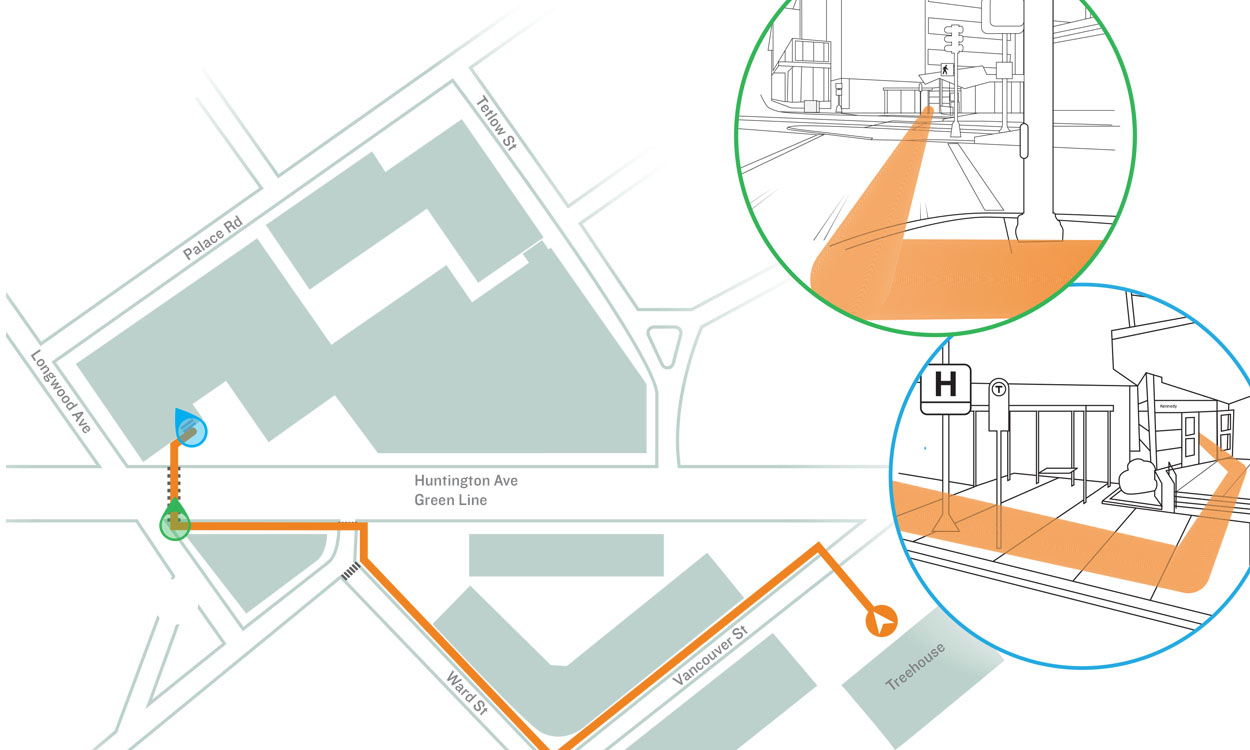 Tetlow St
Palace Rd
Longwood Ave
Huntington Ave
Green Line
Ward St
Vancouver St
Treehouse
H
T
Kennedy